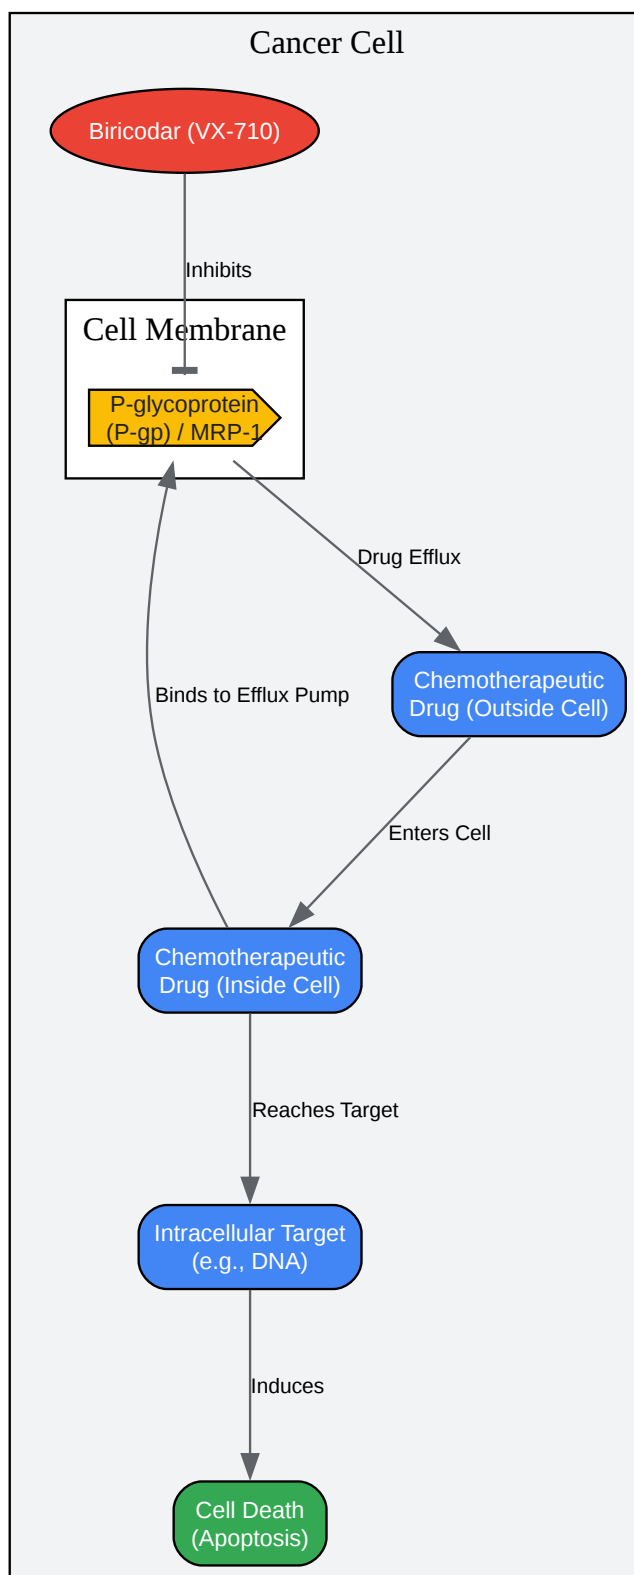 Cancer Cell
Biricodar (VX-710)
Inhibits
Cell Membrane
P-glycoprotein
(P-gp) / MRP-1
Drug Efflux
Chemotherapeutic
Drug (Outside Cell)
Binds to Efflux Pump
Enters Cell
Chemotherapeutic
Drug (Inside Cell)
Reaches Target
Intracellular Target
(e.g., DNA)
Induces
Cell Death
(Apoptosis)